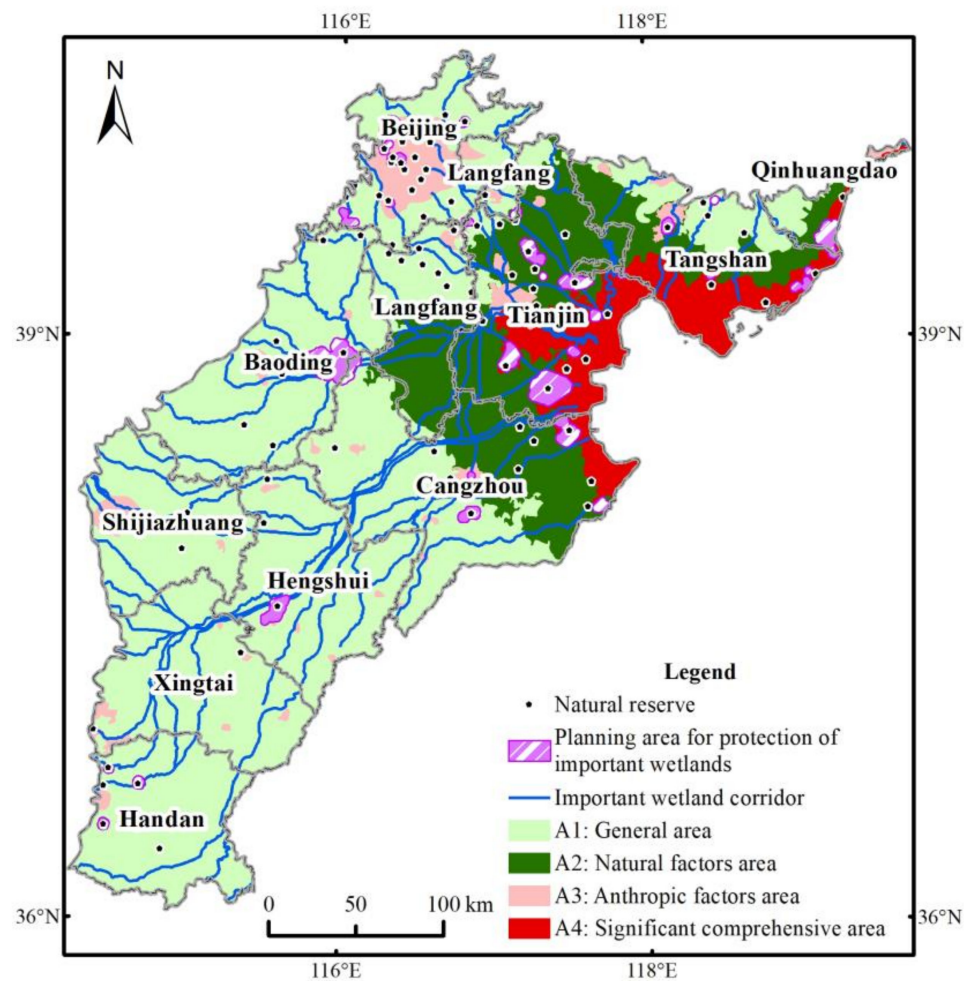 116°E
118°E
N
Beijing
Langfang
Qinhuangdao
Tangshan
Langfang
Tianjin
39°N
39°N
Baoding
Cangzhou
Shijiazhuang
Hengshui
Xingtai
Handan
Legend
Natural reserve
Planning area for protection of
important wetlands
Important wetland corridor
A1: General area
A2: Natural factors area
A3: Anthropic factors area
A4: Significant comprehensive area
0 50 100 km
36°N
36°N
116°E
118°E